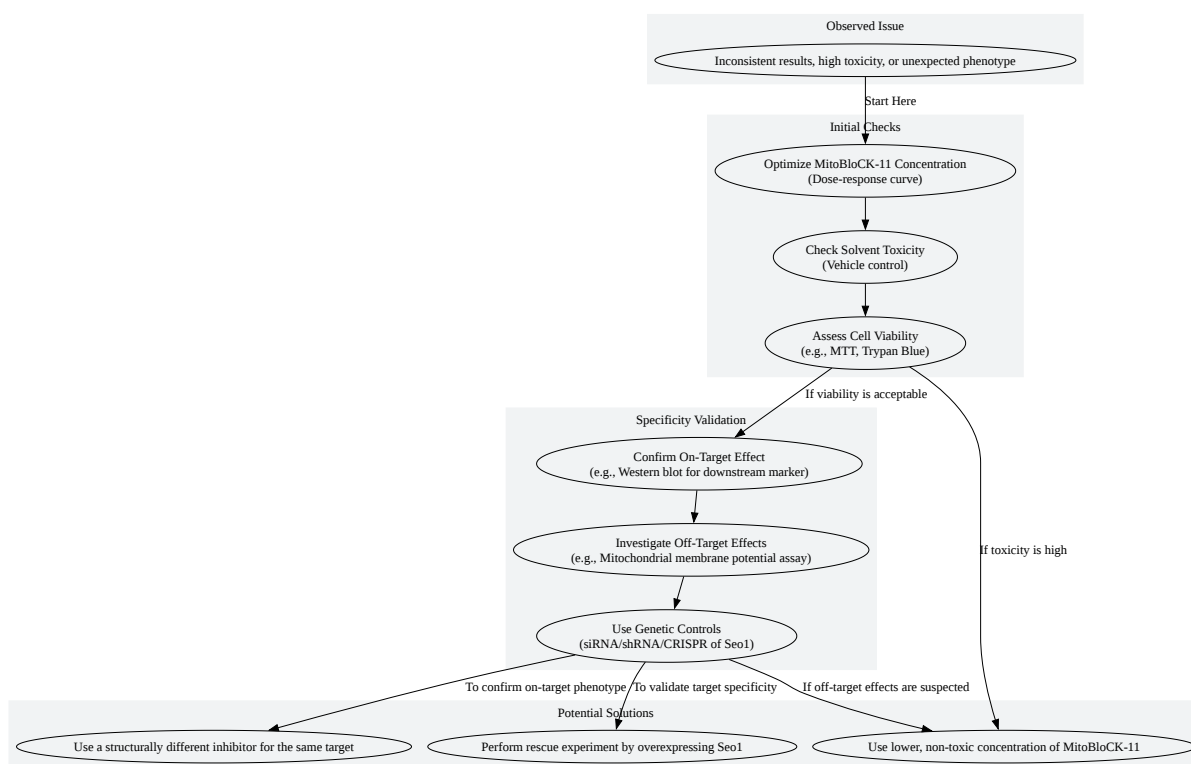 Observed Issue
Inconsistent results, high toxicity, or unexpected phenotype
Start Here
Initial Checks
Optimize MitoBloCK-11 Concentration
(Dose-response curve)
Check Solvent Toxicity
(Vehicle control)
Assess Cell Viability
(e.g., MTT, Trypan Blue)
If viability is acceptable
Specificity Validation
Confirm On-Target Effect
(e.g., Western blot for downstream marker)
Investigate Off-Target Effects
(e.g., Mitochondrial membrane potential assay)
If toxicity is high
Use Genetic Controls
(siRNA/shRNA/CRISPR of Seo1)
To confirm on-target phenotype
To validate target specificity
If off-target effects are suspected
Potential Solutions
Use a structurally different inhibitor for the same target
Perform rescue experiment by overexpressing Seo1
Use lower, non-toxic concentration of MitoBloCK-11